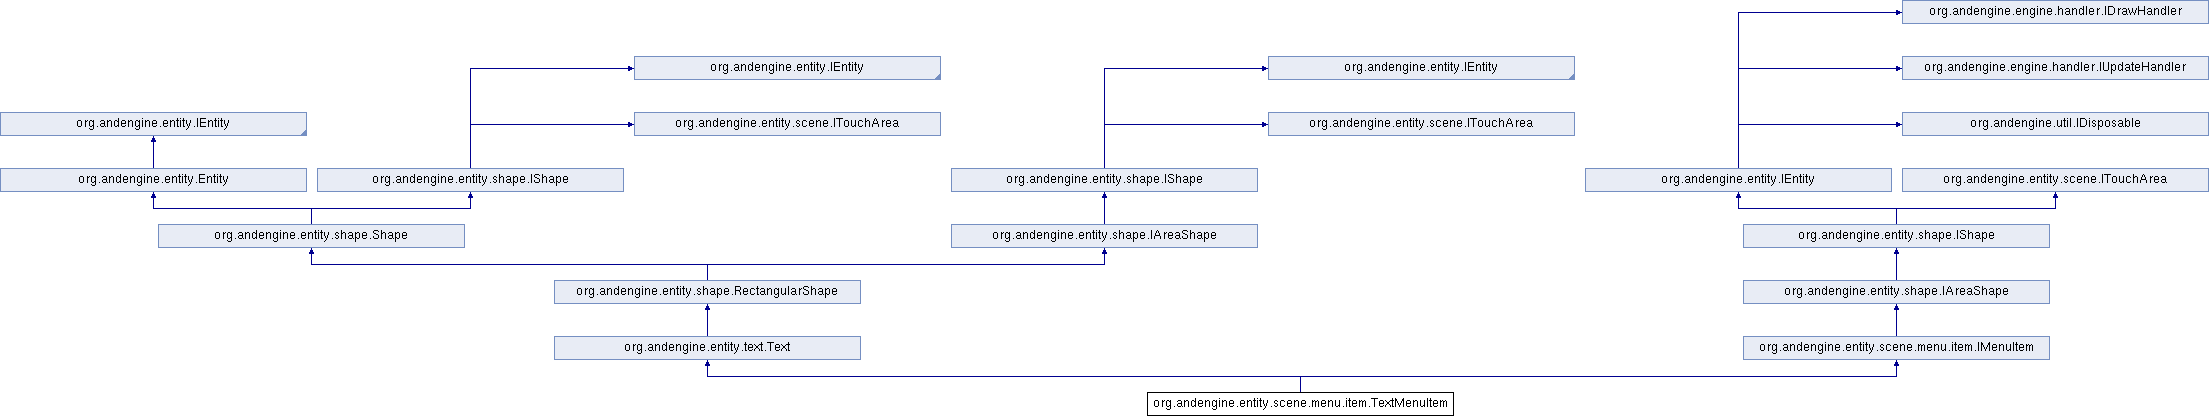 org.andengine.engine.handler.IDrawHandler
org.andengine.entity.IEntity
org.andengine.entity.IEntity
org.andengine.engine.handler.IUpdateHandler
org.andengine.entity.IEntity
org.andengine.entity.scene.ITouchArea
org.andengine.entity.scene.ITouchArea
org.andengine.util.IDisposable
org.andengine.entity.Entity
org.andengine.entity.shape.IShape
org.andengine.entity.shape.IShape
org.andengine.entity.IEntity
org.andengine.entity.scene.ITouchArea
org.andengine.entity.shape.Shape
org.andengine.entity.shape.IAreaShape
org.andengine.entity.shape.IShape
org.andengine.entity.shape.RectangularShape
org.andengine.entity.shape.IAreaShape
org.andengine.entity.text.Text
org.andengine.entity.scene.menu.item.IMenuItem
org.andengine.entity.scene.menu.item.TextMenuItem